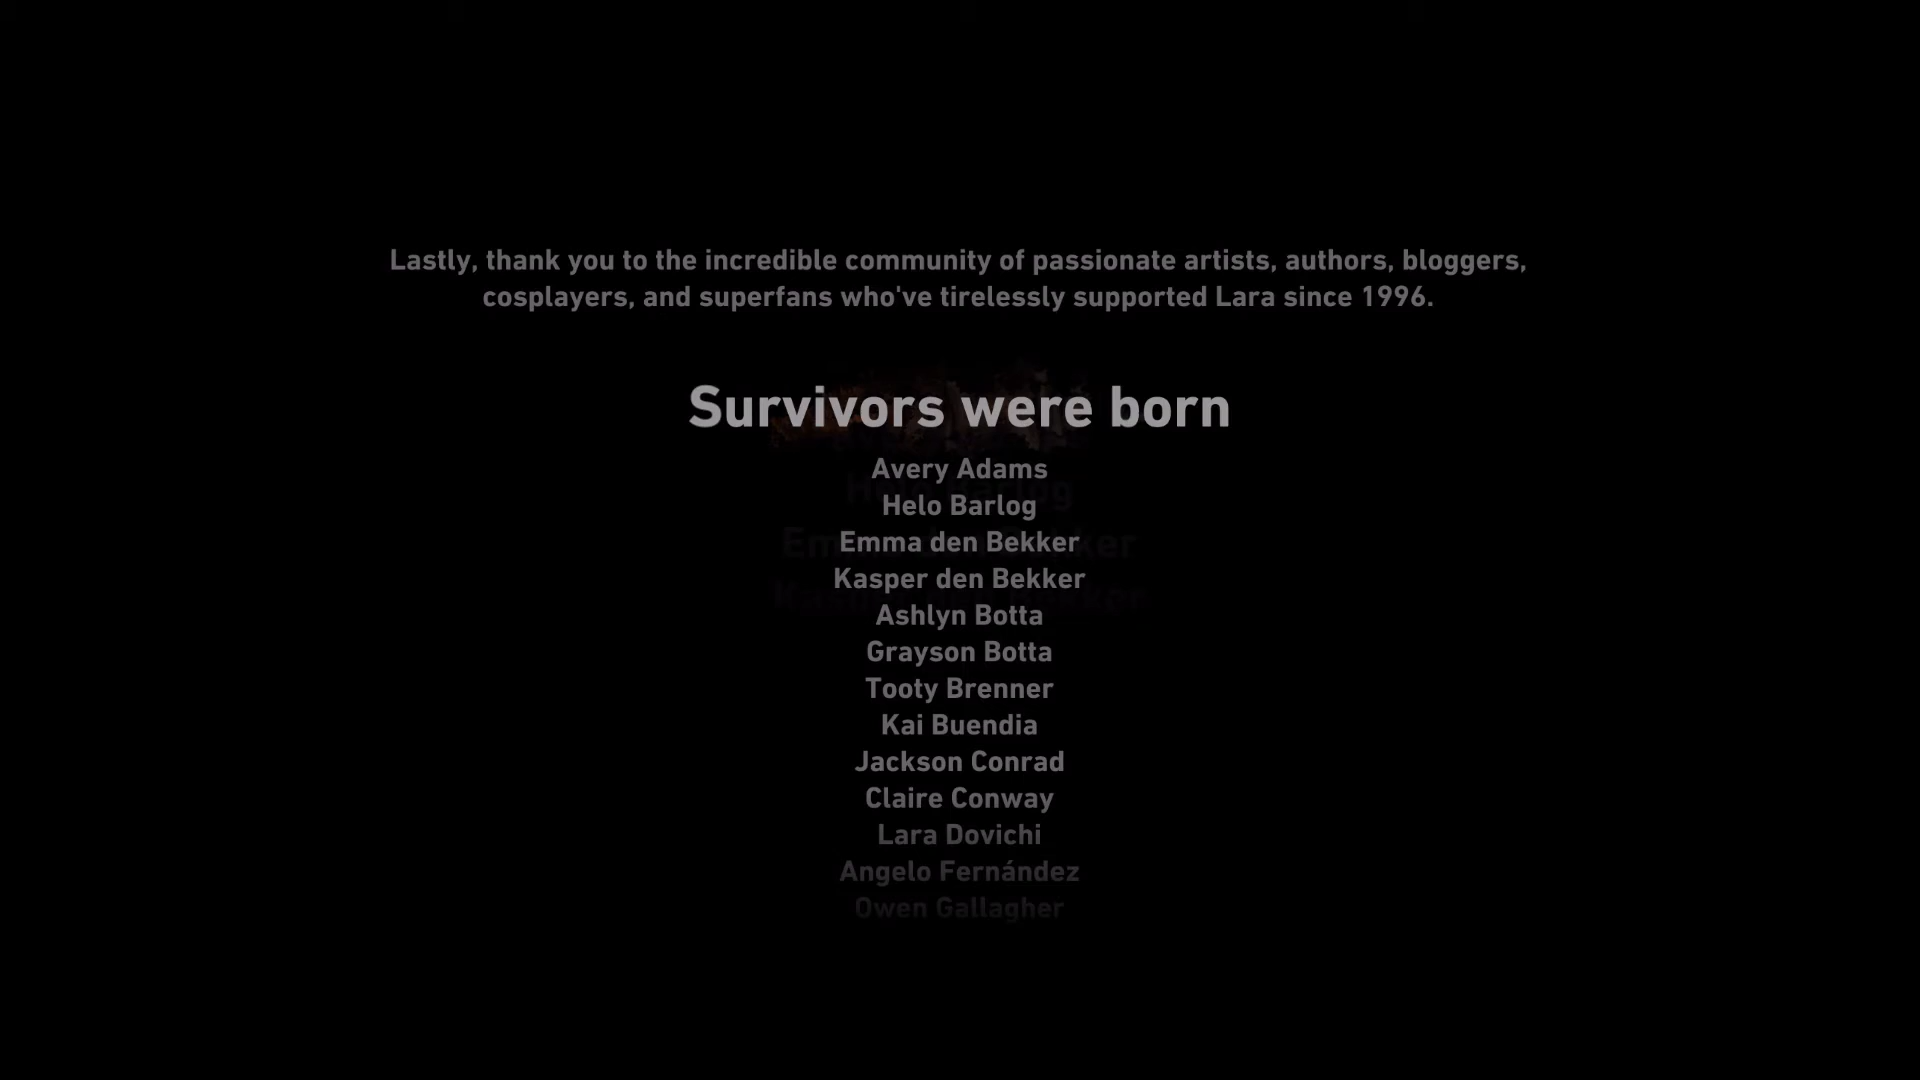 Lastly, thank you to the incredible community of passionate artists, authors, bloggers,
cosplayers, and superfans who've tirelessly supported Lara since 1996.
Survivors were born
Avery Adams
Helo Barlog
Emma den Bekker
Kasper den Bekker
Ashlyn Botta
Grayson Botta
Tooty Brenner
Kai Buendia
Jackson Conrad
Claire Conway
Lara Dovichi
Angelo Fernández
Owen Gallagher